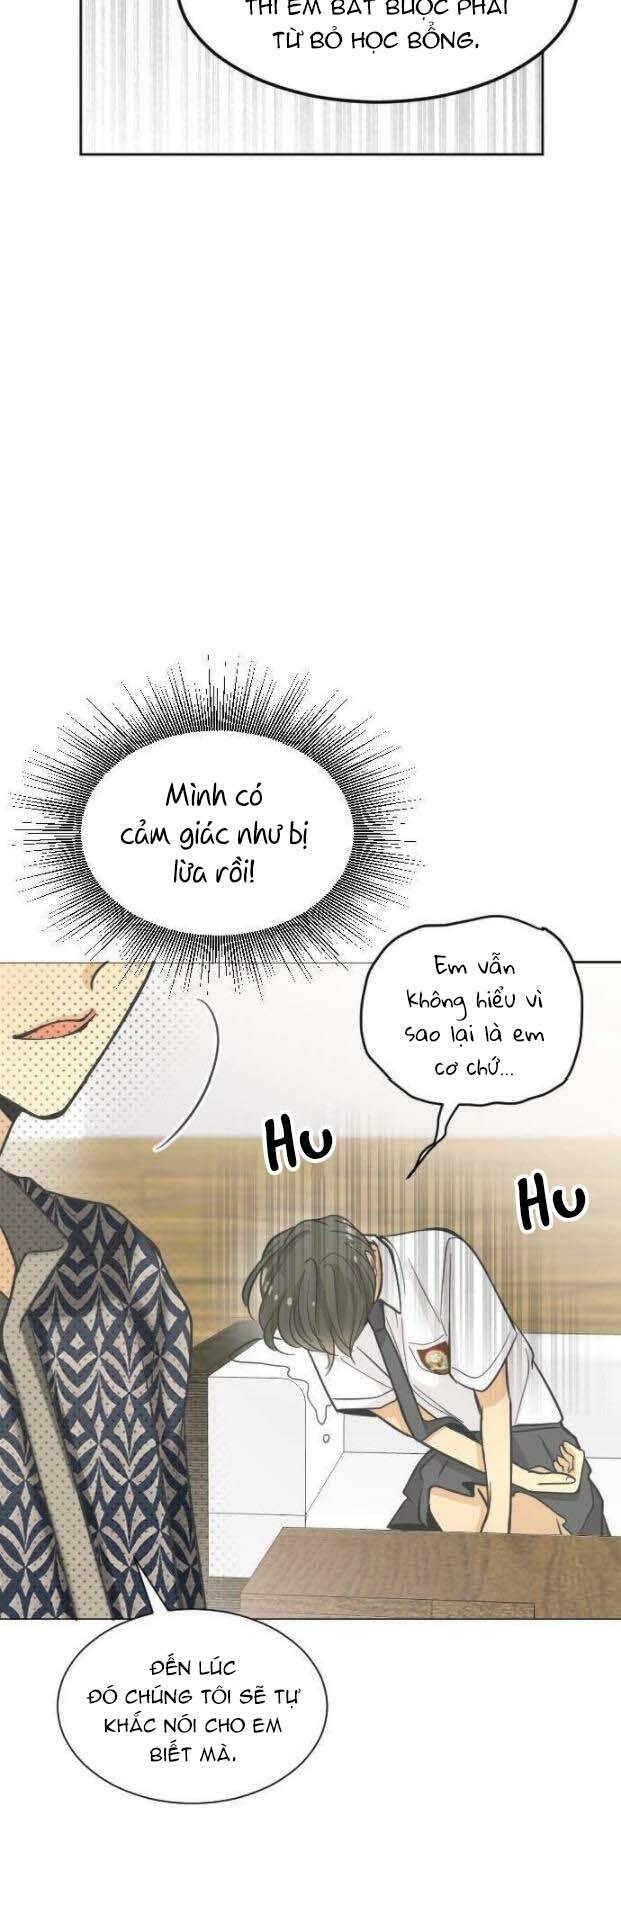 THÌ EM BẮT BUỘC PHẢI
TỪ BỎ HỌC BỔNG.
Mình có
cảm giác như bị
lừa rồi!
Em vẫn
không hiểu vì
sao lại là em
cơ chứ...
Hu
Hu
ĐẾN LÚC
ĐÓ CHÚNG TÔI SẼ TỰ
KHẮC NÓI CHO EM
BIẾT MÀ.